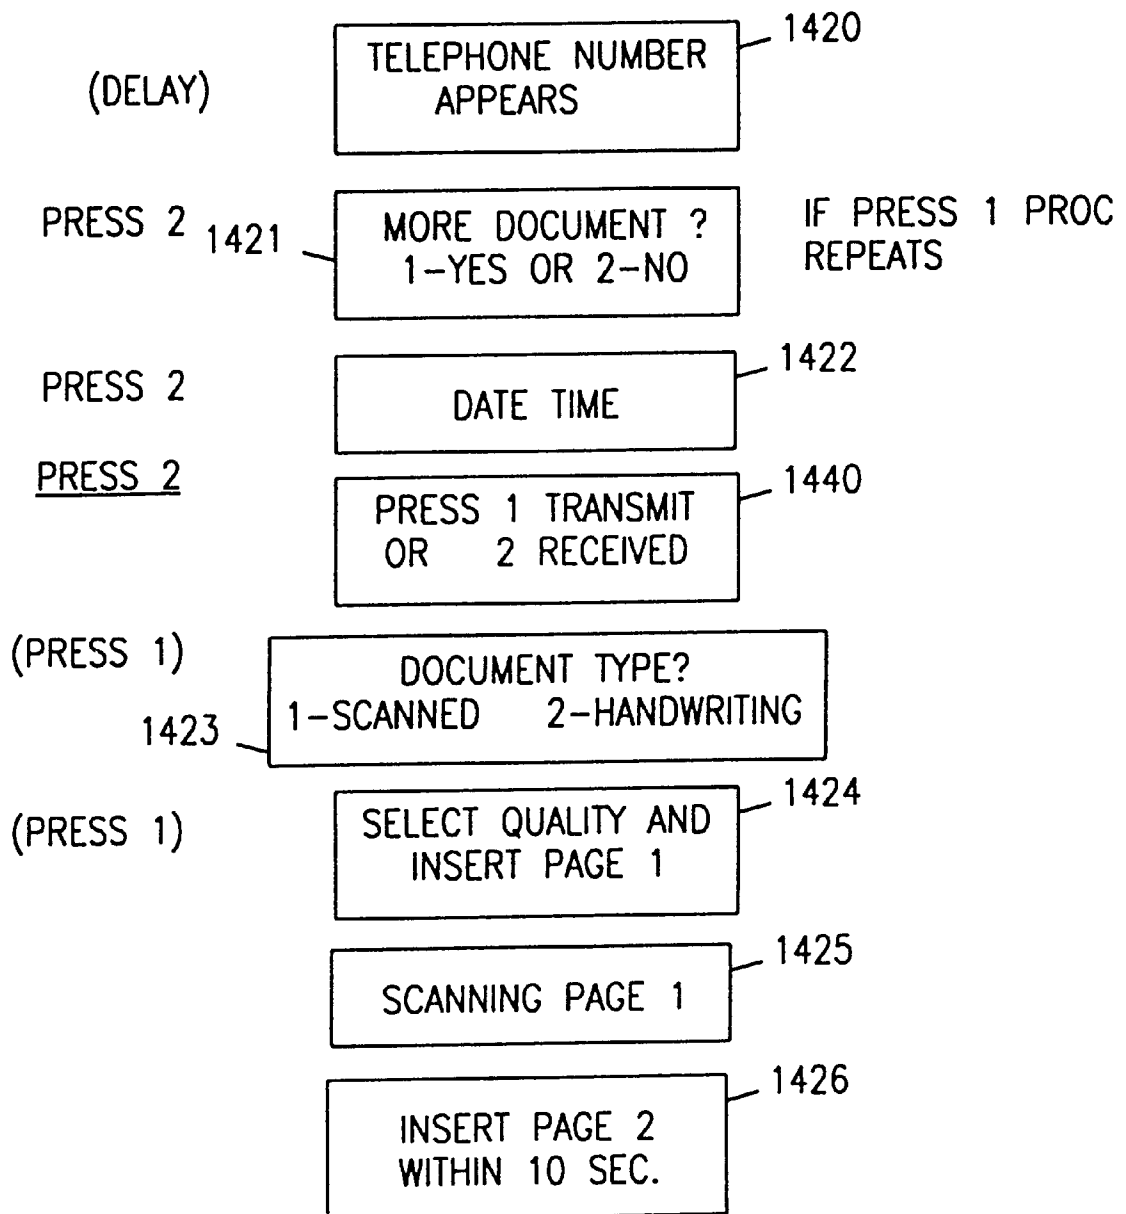 1420
TELEPHONE NUMBER
APPEARS
(DELAY)
PRESS 2
1421
MORE DOCUMENT ?
1-YES OR 2-NO
IF PRESS 1 PROC
REPEATS
1422
PRESS 2
DATE TIME
PRESS 2
1440
PRESS 1 TRANSMIT
OR 2 RECEIVED
(PRESS 1)
DOCUMENT TYPE?
1-SCANNED 2-HANDWRITING
1423
1424
(PRESS 1)
SELECT QUALITY AND
INSERT PAGE 1
1425
SCANNING PAGE 1
1426
INSERT PAGE 2
WITHIN 10 SEC.